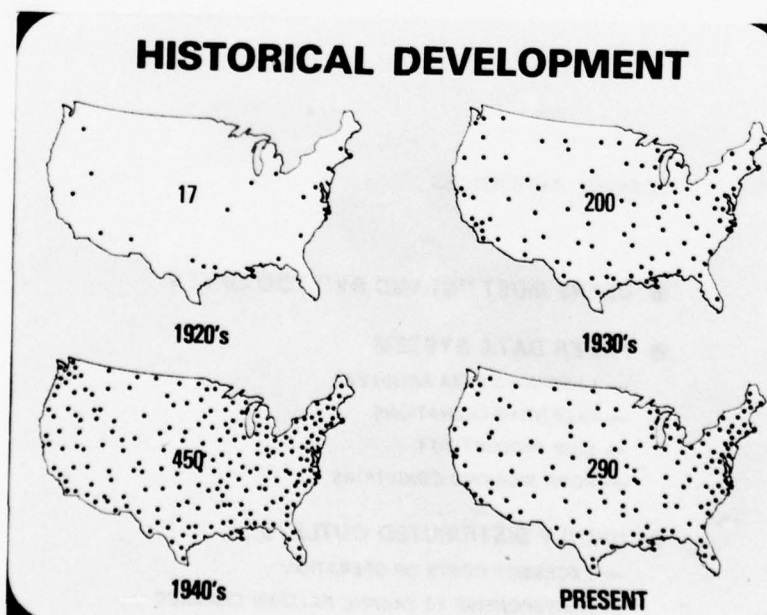 HISTORICAL DEVELOPMENT
17
200
1920's
1930's
450
290
1940's
PRESENT